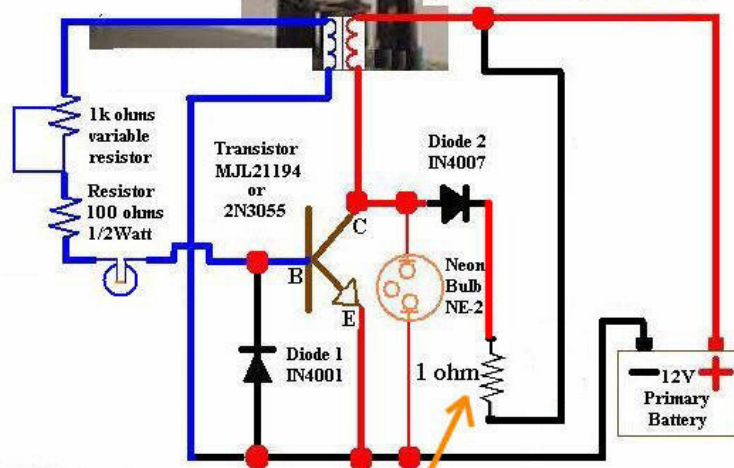 1k ohms
variable
resistor
Resistor
100 ohms
1/2Watt
Transistor
MJL21194
or
2N3055
Diode 2
IN4007
C
B
E
Neon
Bulb
NE-2
Diode 1
IN4001
1 ohm
12V
Primary
Battery